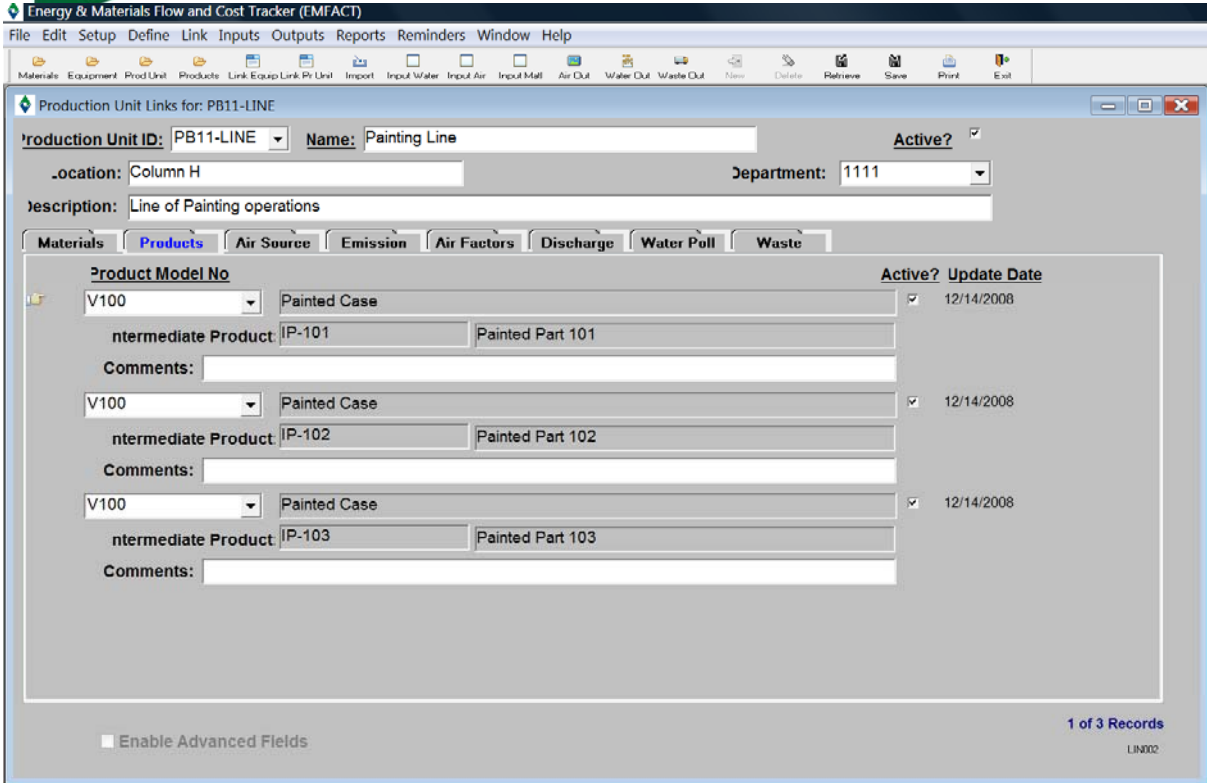 Energy & Materials Flow and Cost Tracker (EMFACT)
File Edit Setup Define Link Inputs Outputs Reports Reminders Window Help
Materials Equipment Prod Unit Products Link Equip Link Pr Unit Import Input Water Input Air Input Matl Air Out Water Out Waste Out New Delete Retrieve Save Print Exit
Production Unit Links for: PB11-LINE
Production Unit ID: PB11-LINE Name: Painting Line Active?
Location: Column H Department: 1111
Description: Line of Painting operations
Materials Products Air Source Emission Air Factors Discharge Water Poll Waste
Product Model No Active? Update Date
V100 Painted Case 12/14/2008
ntermediate Product: IP-101 Painted Part 101
Comments:
V100 Painted Case 12/14/2008
ntermediate Product: IP-102 Painted Part 102
Comments:
V100 Painted Case 12/14/2008
ntermediate Product: IP-103 Painted Part 103
Comments:
1 of 3 Records
Enable Advanced Fields
LIN002